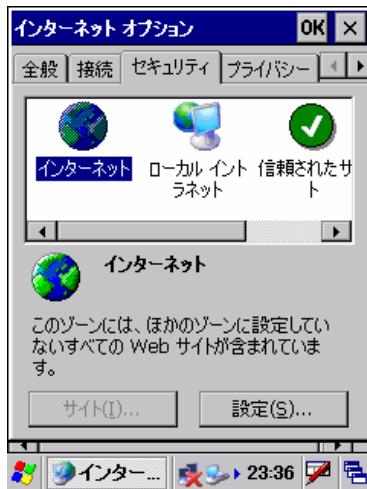 インターネット オプション OK ×
全般 接続 セキュリティ プライバシー
インターネット
ローカル イント
ラネット
信頼されたサ
ト
インターネット
このゾーンには、ほかのゾーンに設定してい
ないすべての Web サイトが含まれていま
す。
サイト(I)... 設定(S)...
インター... 23:36